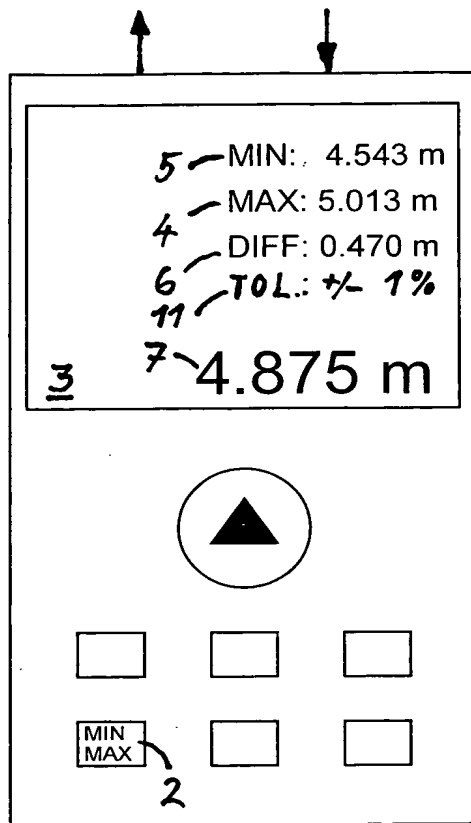 5 MIN: 4.543 m
4 MAX: 5.013 m
6 DIFF: 0.470 m
11 TOL.: +/- 1%
3 7 4.875 m
MIN
MAX
2